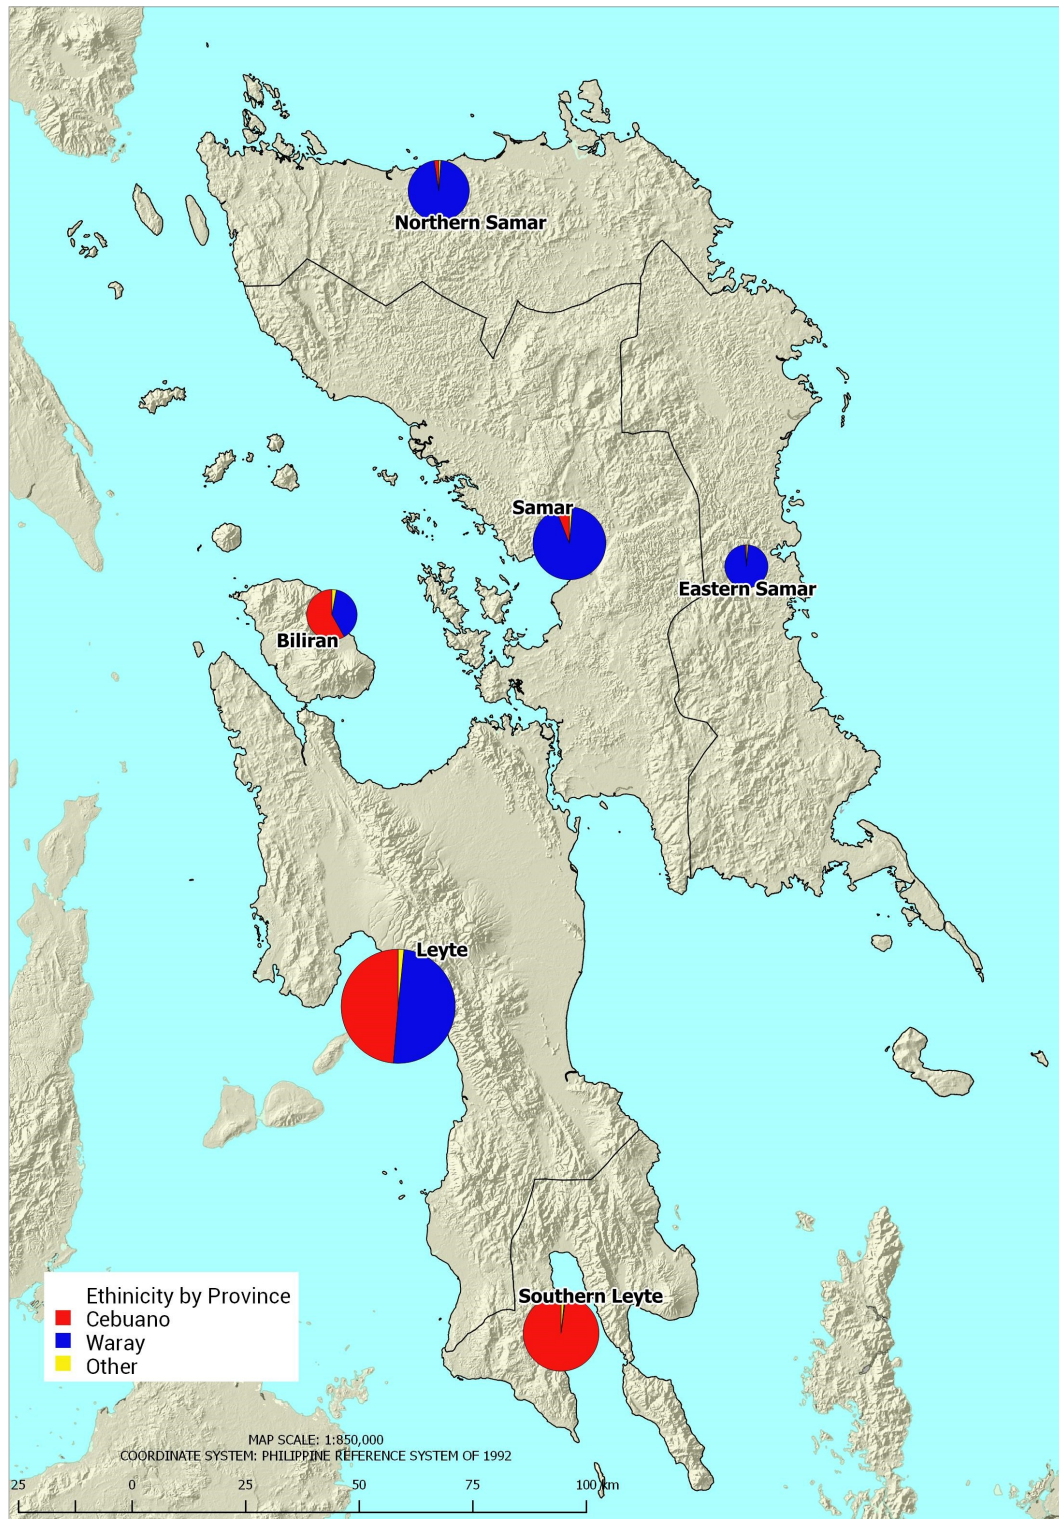 Northern Samar
Samar
Eastern Samar
Biliran
Leyte
Southern Leyte
Ethinicity by Province
Cebuano
Waray
Other
MAP SCALE: 1:850,000
COORDINATE SYSTEM: PHILIPPINE REFERENCE SYSTEM OF 1992
25 0 25 50 75 100 km